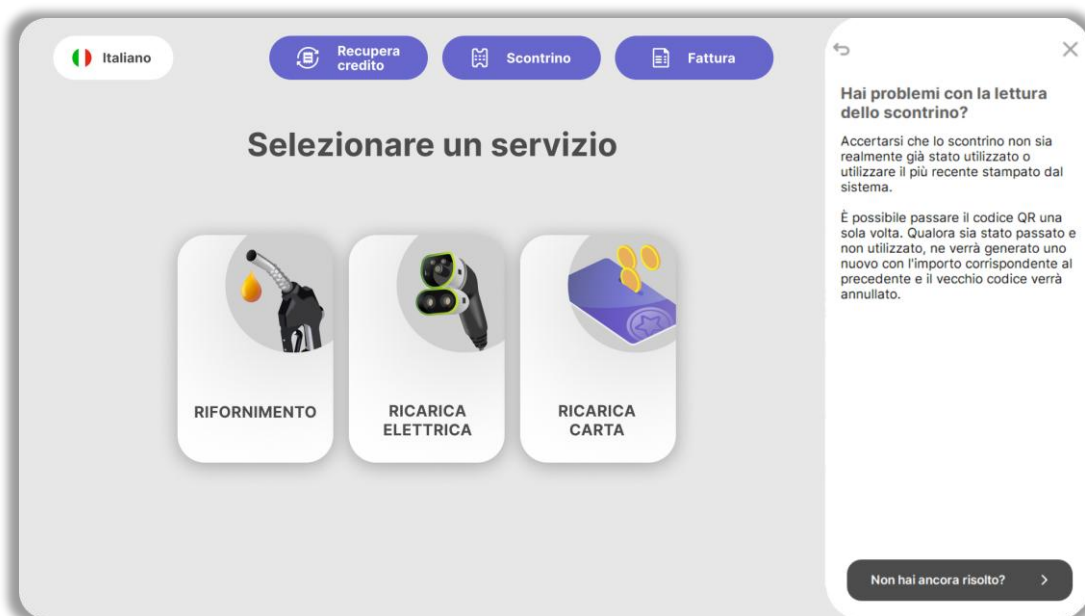 Italiano
Recupera
credito
Scontrino
Fattura
Selezionare un servizio
RIFORNIMENTO
RICARICA
ELETTRICA
RICARICA
CARTA
Hai problemi con la lettura
dello scontrino?
Accertarsi che lo scontrino non sia
realmente già stato utilizzato o
utilizzare il più recente stampato dal
sistema.
È possibile passare il codice QR una
sola volta. Qualora sia stato passato e
non utilizzato, ne verrà generato uno
nuovo con l'importo corrispondente al
precedente e il vecchio codice verrà
annullato.
Non hai ancora risolto?